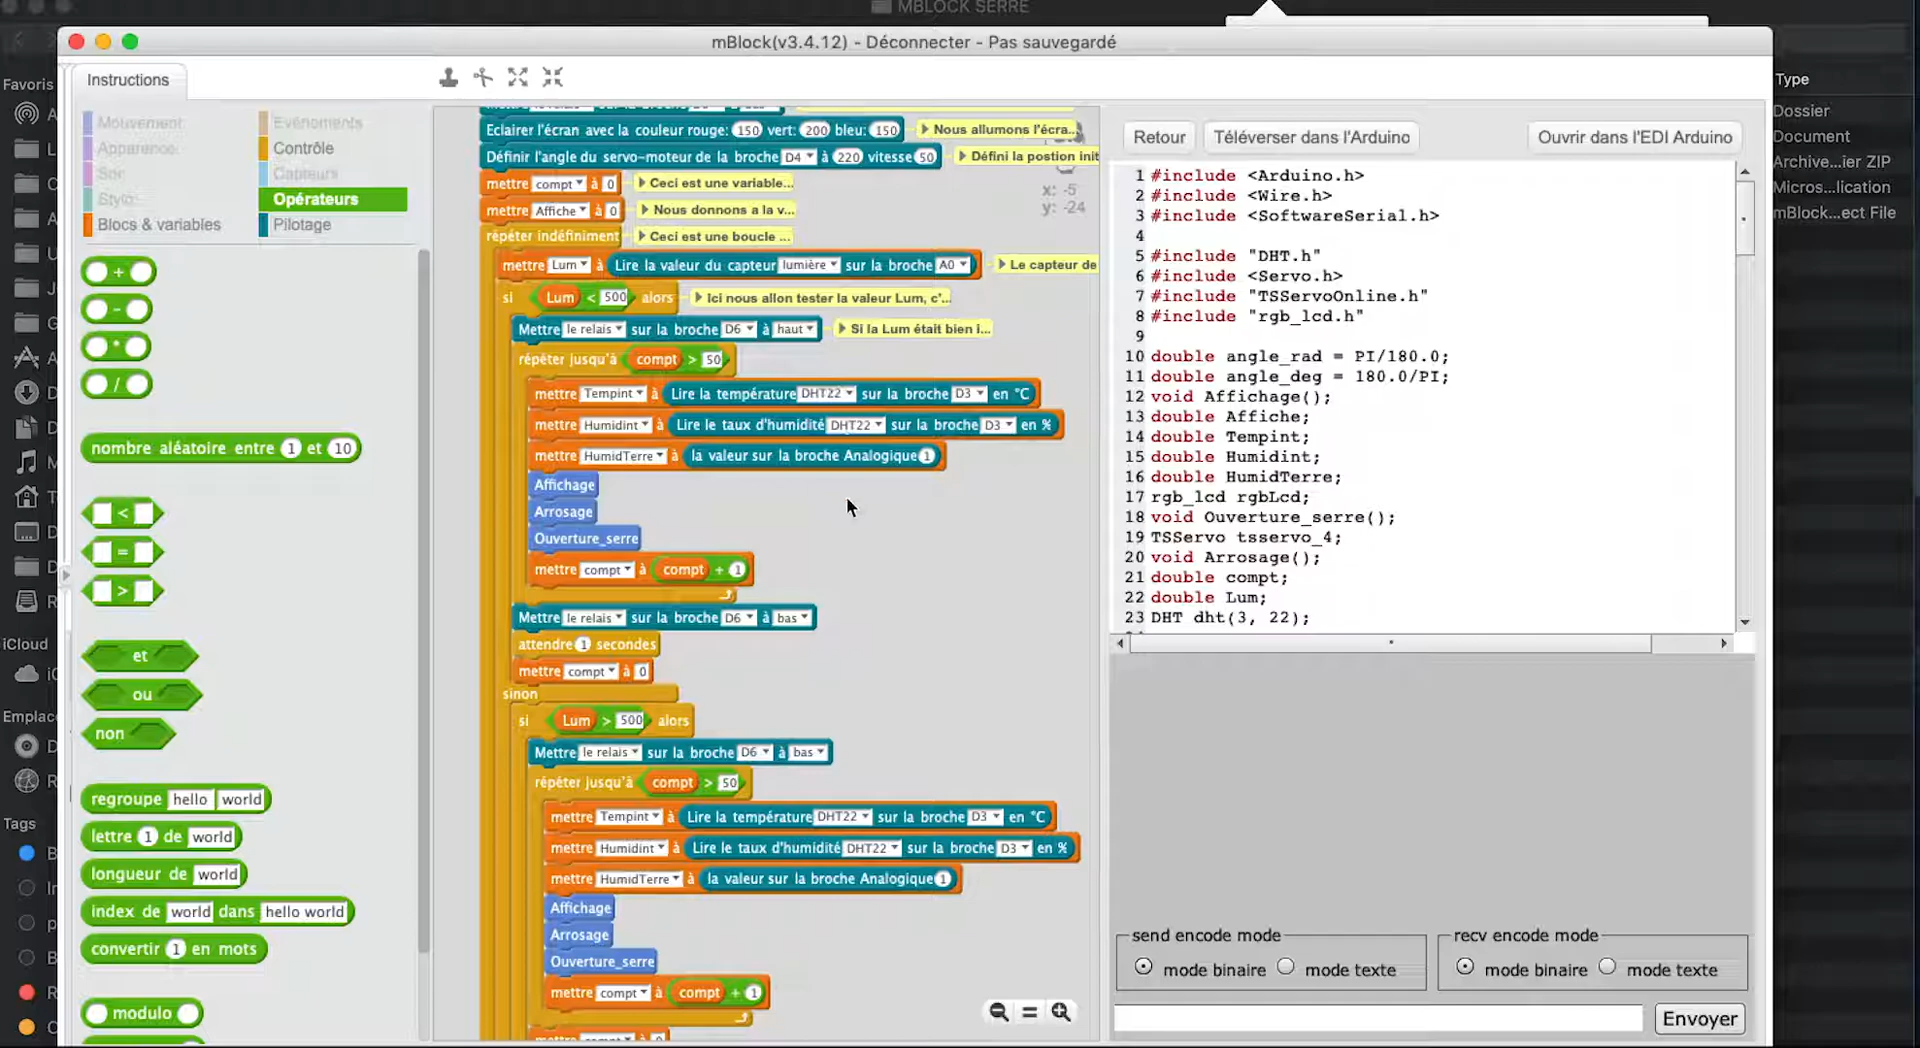 MBLOCK SERRE
mBlock(v3.4.12) - Déconnecter - Pas sauvegardé
Favoris
iCloud
Emplac
Tags
Instructions
Mouvement
Evénements
Apparence
Contrôle
Son
Capteurs
Stylo
Opérateurs
Blocs & variables
Pilotage
+
-
*
/
nombre aléatoire entre 1 et 10
<
=
>
et
ou
non
regroupe hello world
lettre 1 de world
longueur de world
index de world dans hello world
convertir 1 en mots
modulo
Eclairer l'écran avec la couleur rouge: 150 vert: 200 bleu: 150 Nous allumons l'écra...
Définir l'angle du servo-moteur de la broche D4 à 220 vitesse 50 Défini la postion init
mettre compt à 0 Ceci est une variable...
mettre Affiche à 0 Nous donnons a la v...
répéter indéfiniment Ceci est une boucle ...
x: -5
y: -24
mettre Lum à Lire la valeur du capteur lumière sur la broche A0 Le capteur de
si Lum < 500 alors Ici nous allon tester la valeur Lum, c'...
Mettre le relais sur la broche D6 à haut Si la Lum était bien i...
répéter jusqu'à compt > 50
mettre Tempint à Lire la température DHT22 sur la broche D3 en °C
mettre Humidint à Lire le taux d'humidité DHT22 sur la broche D3 en %
mettre HumidTerre à la valeur sur la broche Analogique 1
Affichage
Arrosage
Ouverture_serre
mettre compt à compt + 1
Mettre le relais sur la broche D6 à bas
attendre 1 secondes
mettre compt à 0
sinon
si Lum > 500 alors
Mettre le relais sur la broche D6 à bas
répéter jusqu'à compt > 50
mettre Tempint à Lire la température DHT22 sur la broche D3 en °C
mettre Humidint à Lire le taux d'humidité DHT22 sur la broche D3 en %
mettre HumidTerre à la valeur sur la broche Analogique 1
Affichage
Arrosage
Ouverture_serre
mettre compt à compt + 1
Retour
Téléverser dans l'Arduino
Ouvrir dans l'EDI Arduino
1 #include <Arduino.h>
2 #include <Wire.h>
3 #include <SoftwareSerial.h>
4
5 #include "DHT.h"
6 #include <Servo.h>
7 #include "TSServoOnline.h"
8 #include "rgb_lcd.h"
9
10 double angle_rad = PI/180.0;
11 double angle_deg = 180.0/PI;
12 void Affichage();
13 double Affiche;
14 double Tempint;
15 double Humidint;
16 double HumidTerre;
17 rgb_lcd rgbLcd;
18 void Ouverture_serre();
19 TSServo tsservo_4;
20 void Arrosage();
21 double compt;
22 double Lum;
23 DHT dht(3, 22);
send encode mode
mode binaire mode texte
recv encode mode
mode binaire mode texte
Envoyer
Type
Dossier
Document
Archive...ier ZIP
Micros...lication
mBlock...ect File